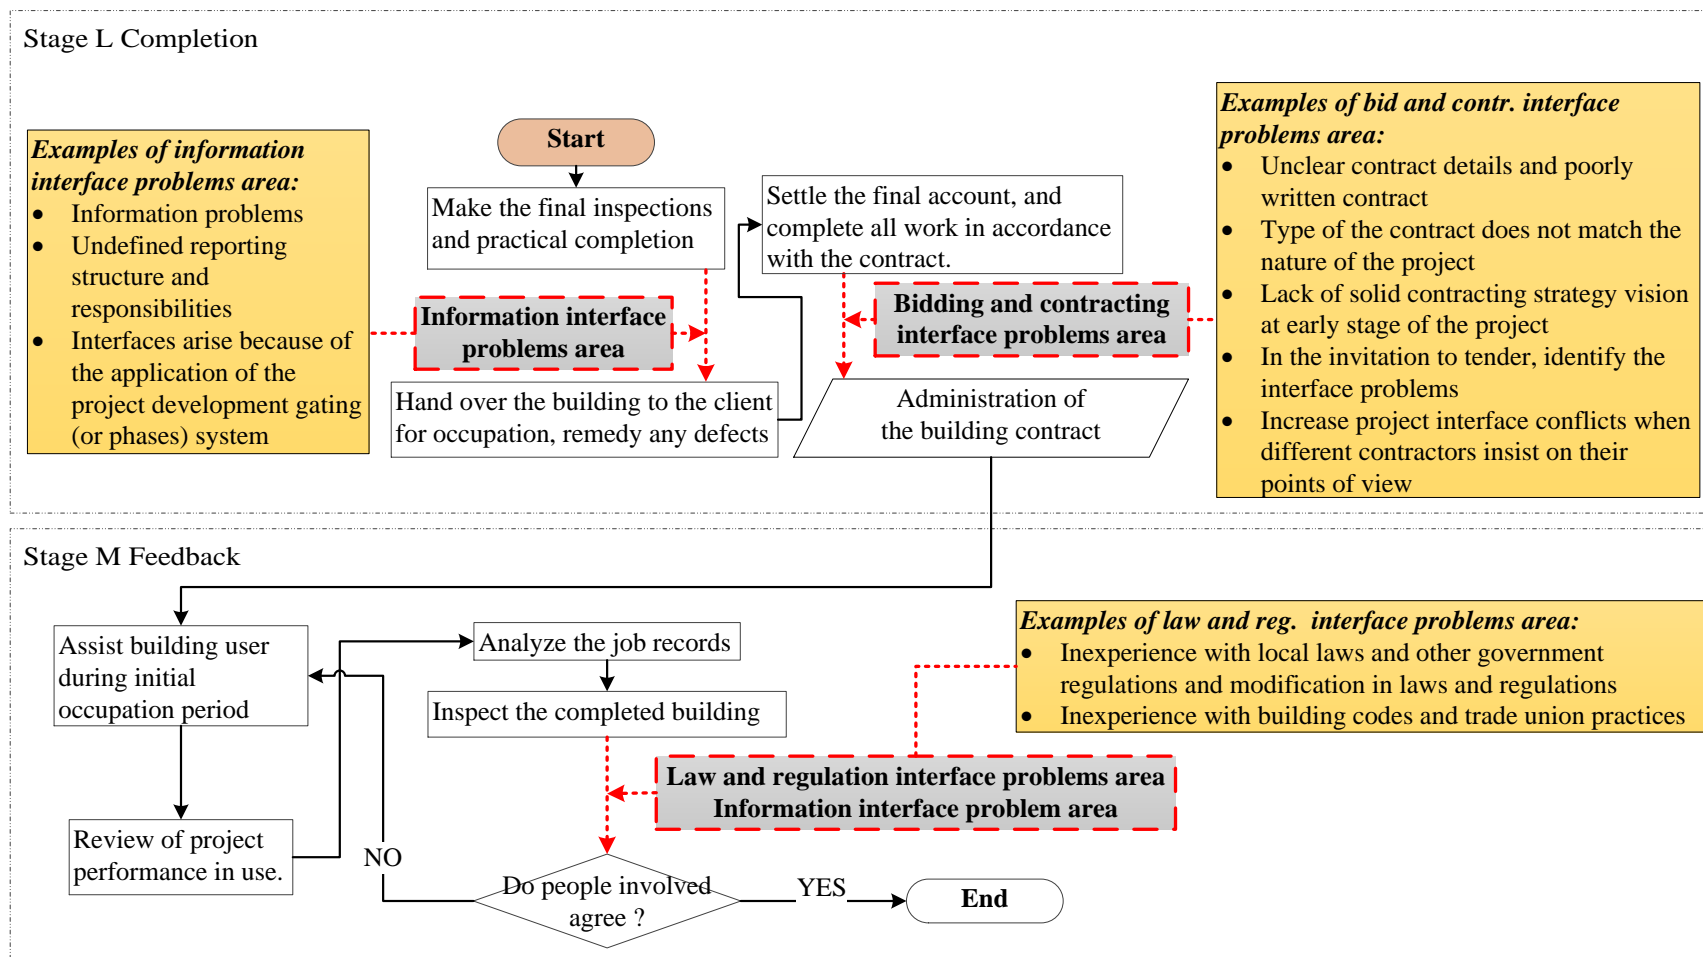 Stage L Completion
Start
Examples of information
interface problems area:
• Information problems
• Undefined reporting
structure and
responsibilities
• Interfaces arise because of
the application of the
project development gating
(or phases) system
Make the final inspections
and practical completion
Information interface
problems area
Hand over the building to the client
for occupation, remedy any defects
Settle the final account, and
complete all work in accordance
with the contract.
Bidding and contracting
interface problems area
Administration of
the building contract
Examples of bid and contr. interface
problems area:
• Unclear contract details and poorly
written contract
• Type of the contract does not match the
nature of the project
• Lack of solid contracting strategy vision
at early stage of the project
• In the invitation to tender, identify the
interface problems
• Increase project interface conflicts when
different contractors insist on their
points of view
Stage M Feedback
Assist building user
during initial
occupation period
Review of project
performance in use.
Analyze the job records
Inspect the completed building
Examples of law and reg. interface problems area:
• Inexperience with local laws and other government
regulations and modification in laws and regulations
• Inexperience with building codes and trade union practices
Law and regulation interface problems area
Information interface problem area
Do people involved
agree ?
NO
YES
End